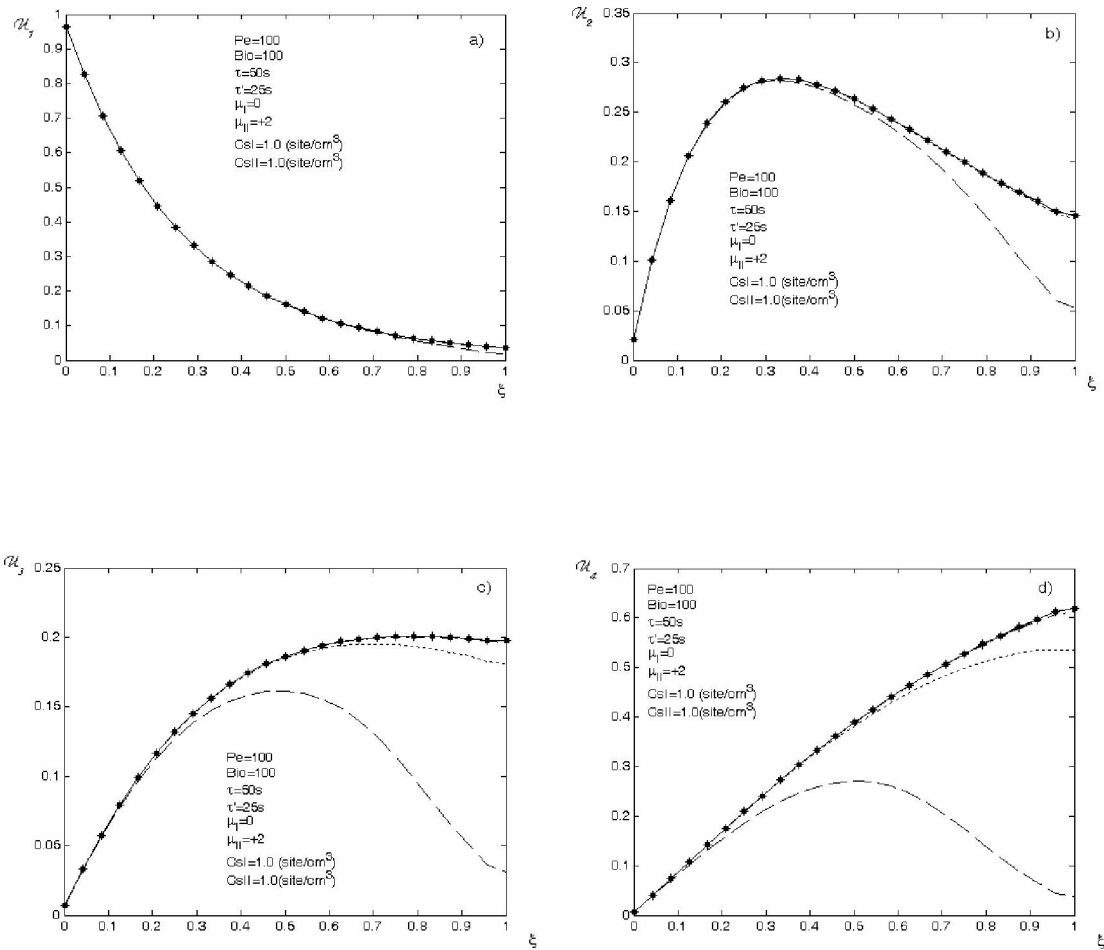 𝒰1
a)
1
0.9
0.8
0.7
0.6
0.5
0.4
0.3
0.2
0.1
0
Pe=100
Bio=100
τ=50s
τ'=25s
μI=0
μII=+2
CsI=1.0 (site/cm³)
CsII=1.0(site/cm³)
0 0.1 0.2 0.3 0.4 0.5 0.6 0.7 0.8 0.9 1
ξ
𝒰2
b)
0.35
0.3
0.25
0.2
0.15
0.1
0.05
0
Pe=100
Bio=100
τ=50s
τ'=25s
μI=0
μII=+2
CsI=1.0 (site/cm³)
CsII=1.0(site/cm³)
0 0.1 0.2 0.3 0.4 0.5 0.6 0.7 0.8 0.9 1
ξ
𝒰3
c)
0.25
0.2
0.15
0.1
0.05
0
Pe=100
Bio=100
τ=50s
τ'=25s
μI=0
μII=+2
CsI=1.0 (site/cm³)
CsII=1.0(site/cm³)
0 0.1 0.2 0.3 0.4 0.5 0.6 0.7 0.8 0.9 1
ξ
𝒰4
d)
0.7
0.6
0.5
0.4
0.3
0.2
0.1
0
Pe=100
Bio=100
τ=50s
τ'=25s
μI=0
μII=+2
CsI=1.0 (site/cm³)
CsII=1.0(site/cm³)
0 0.1 0.2 0.3 0.4 0.5 0.6 0.7 0.8 0.9 1
ξ